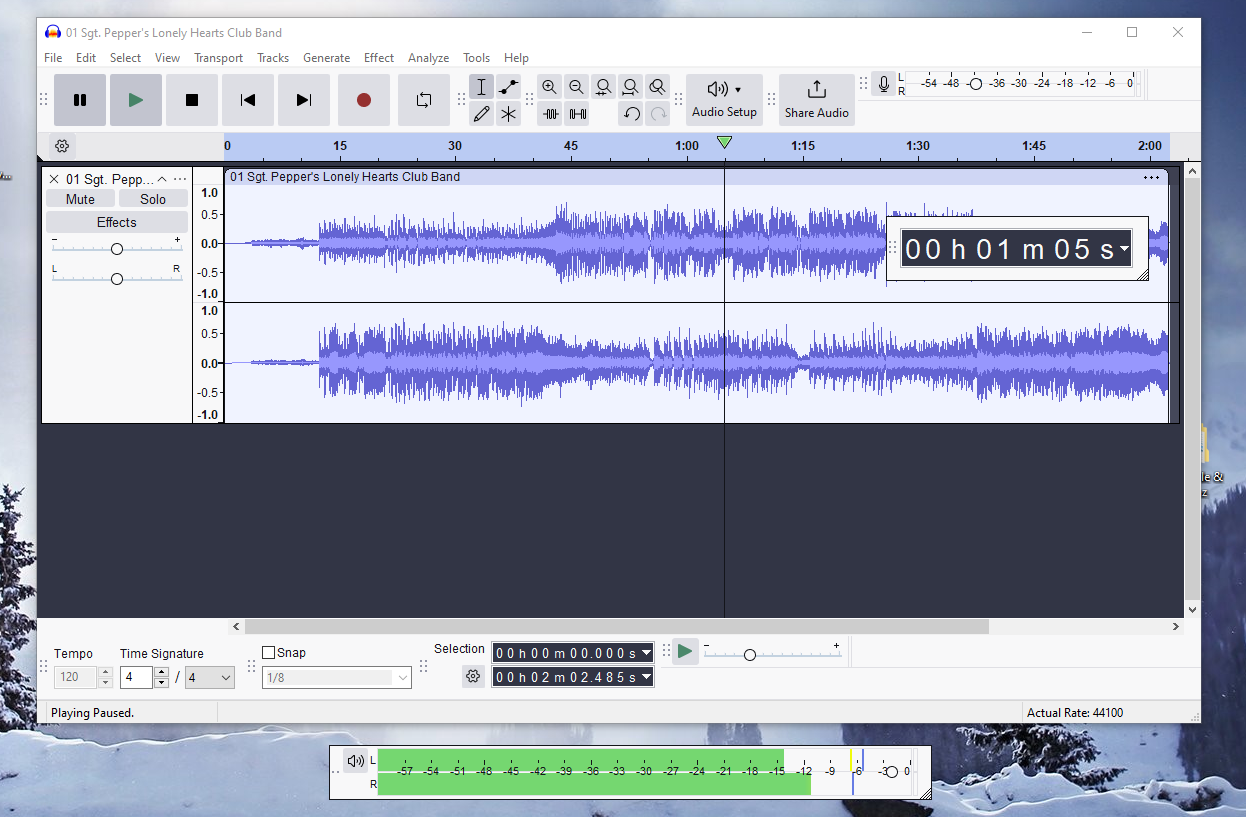 01 Sgt. Pepper's Lonely Hearts Club Band
File Edit Select View Transport Tracks Generate Effect Analyze Tools Help
Audio Setup
Share Audio
L
R
-54 -48 -36 -30 -24 -18 -12 -6 0
0 15 30 45 1:00 1:15 1:30 1:45 2:00
01 Sgt. Pepp...
Mute Solo
Effects
- +
L R
1.0
0.5
0.0
-0.5
-1.0
1.0
0.5
0.0
-0.5
-1.0
01 Sgt. Pepper's Lonely Hearts Club Band
00 h 01 m 05 s
Tempo
120
Time Signature
4 / 4
Snap
1/8
Selection
00 h 00 m 00.000 s
00 h 02 m 02.485 s
- +
Playing Paused.
Actual Rate: 44100
L
R
-57 -54 -51 -48 -45 -42 -39 -36 -33 -30 -27 -24 -21 -18 -15 -12 -9 -6 -3 0